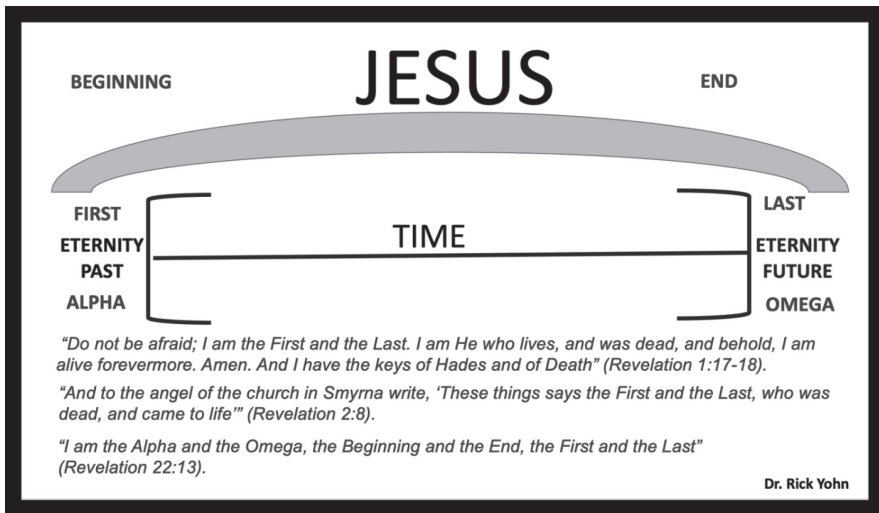 JESUS
BEGINNING
END
FIRST
LAST
TIME
ETERNITY
PAST
ETERNITY
FUTURE
ALPHA
OMEGA
“Do not be afraid; I am the First and the Last. I am He who lives, and was dead, and behold, I am
alive forevermore. Amen. And I have the keys of Hades and of Death” (Revelation 1:17-18).
“And to the angel of the church in Smyrna write, ‘These things says the First and the Last, who was
dead, and came to life’” (Revelation 2:8).
“I am the Alpha and the Omega, the Beginning and the End, the First and the Last”
(Revelation 22:13).
Dr. Rick Yohn